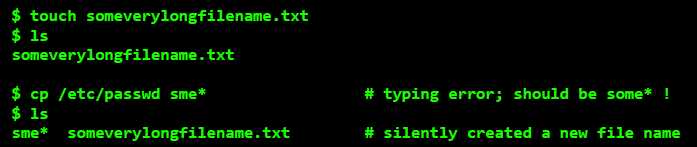 $ touch someverylongfilename.txt
$ ls
someverylongfilename.txt
$ cp /etc/passwd sme* # typing error; should be some* !
$ ls
sme* someverylongfilename.txt # silently created a new file name